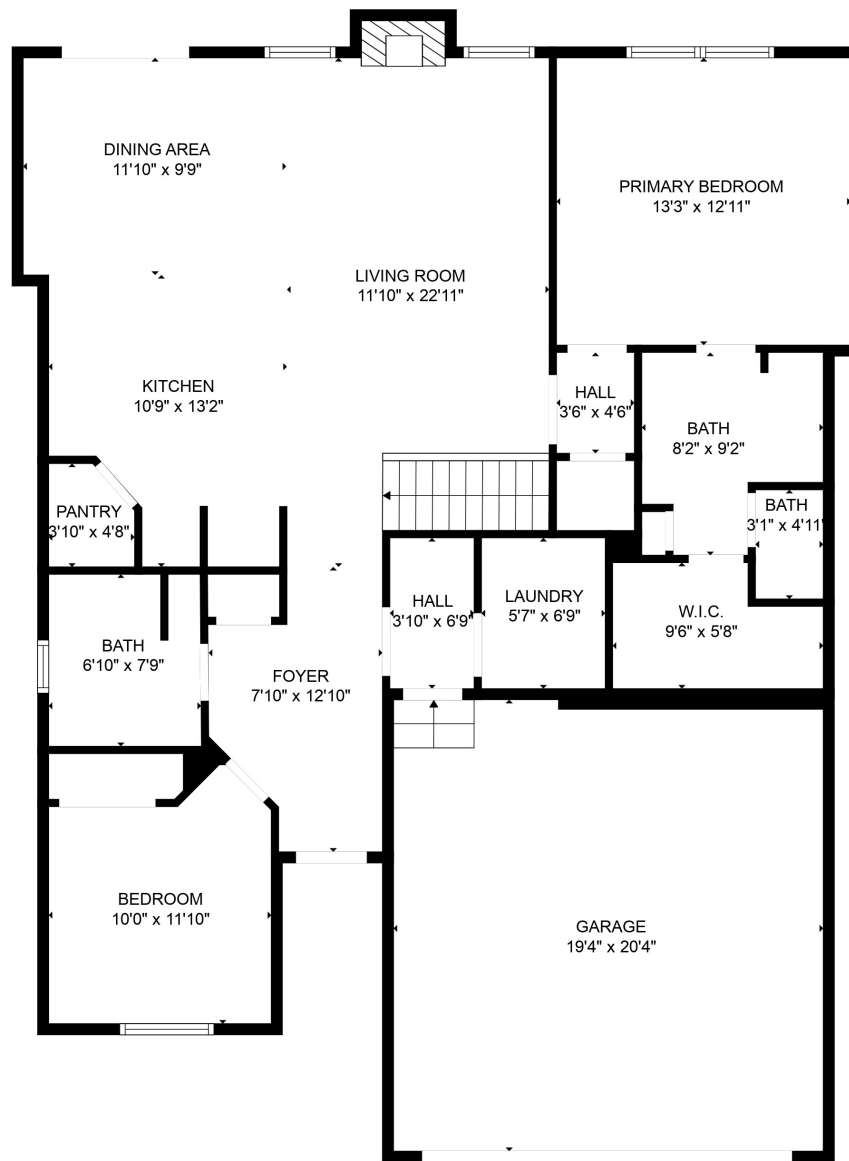 DINING AREA
11'10" x 9'9"
PRIMARY BEDROOM
13'3" x 12'11"
LIVING ROOM
11'10" x 22'11"
KITCHEN
10'9" x 13'2"
HALL
3'6" x 4'6"
BATH
8'2" x 9'2"
PANTRY
3'10" x 4'8"
BATH
3'1" x 4'11"
HALL
3'10" x 6'9"
LAUNDRY
5'7" x 6'9"
W.I.C.
9'6" x 5'8"
BATH
6'10" x 7'9"
FOYER
7'10" x 12'10"
BEDROOM
10'0" x 11'10"
GARAGE
19'4" x 20'4"